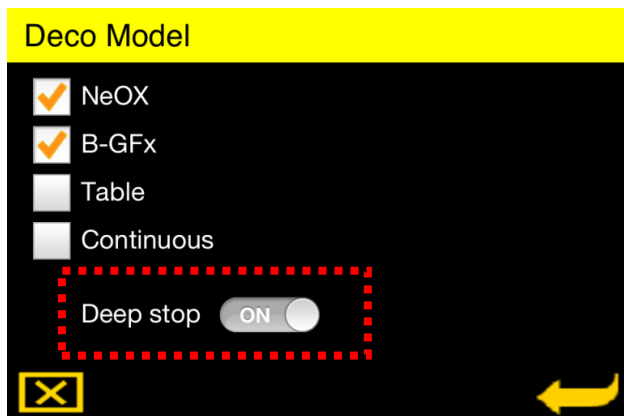 Deco Model
NeOX
B-GFx
Table
Continuous
Deep stop ON